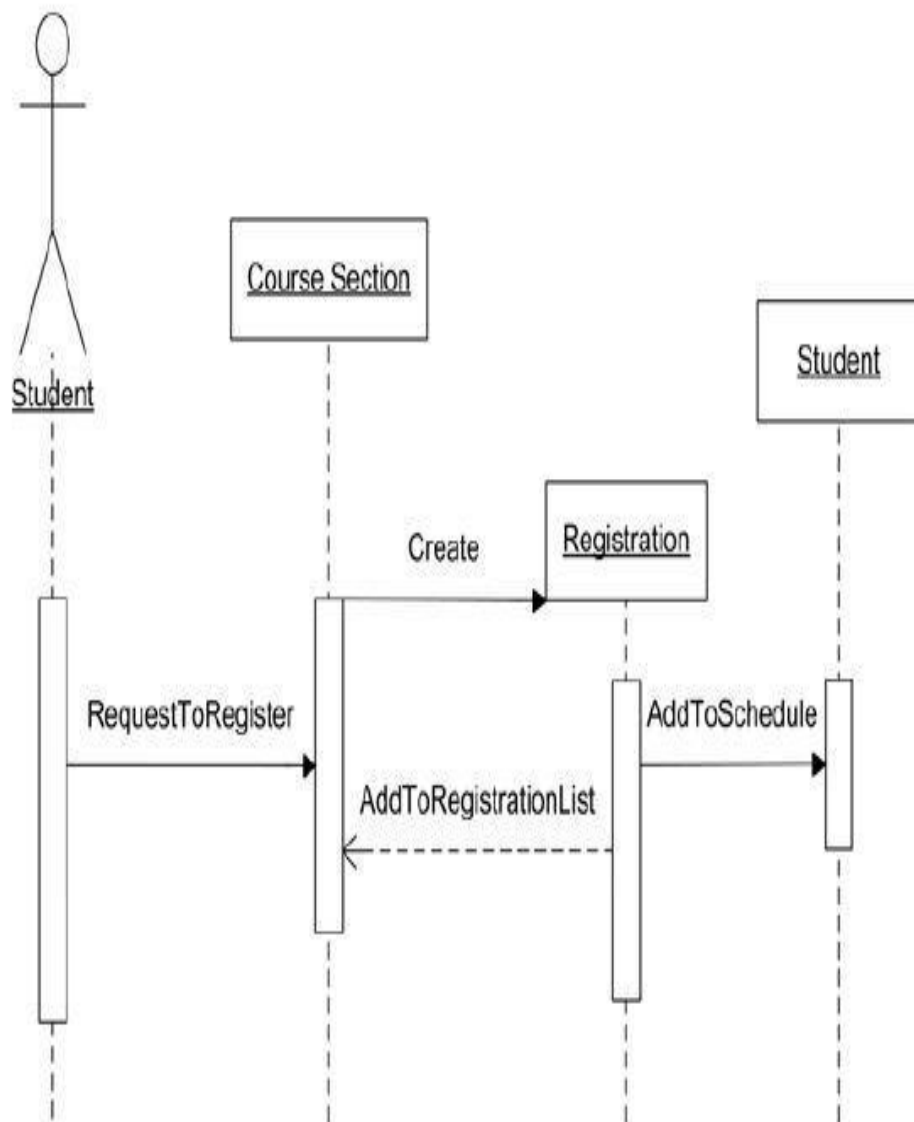 Course Section
Student
Student
Create
Registration
RequestToRegister
AddToSchedule
AddToRegistrationList